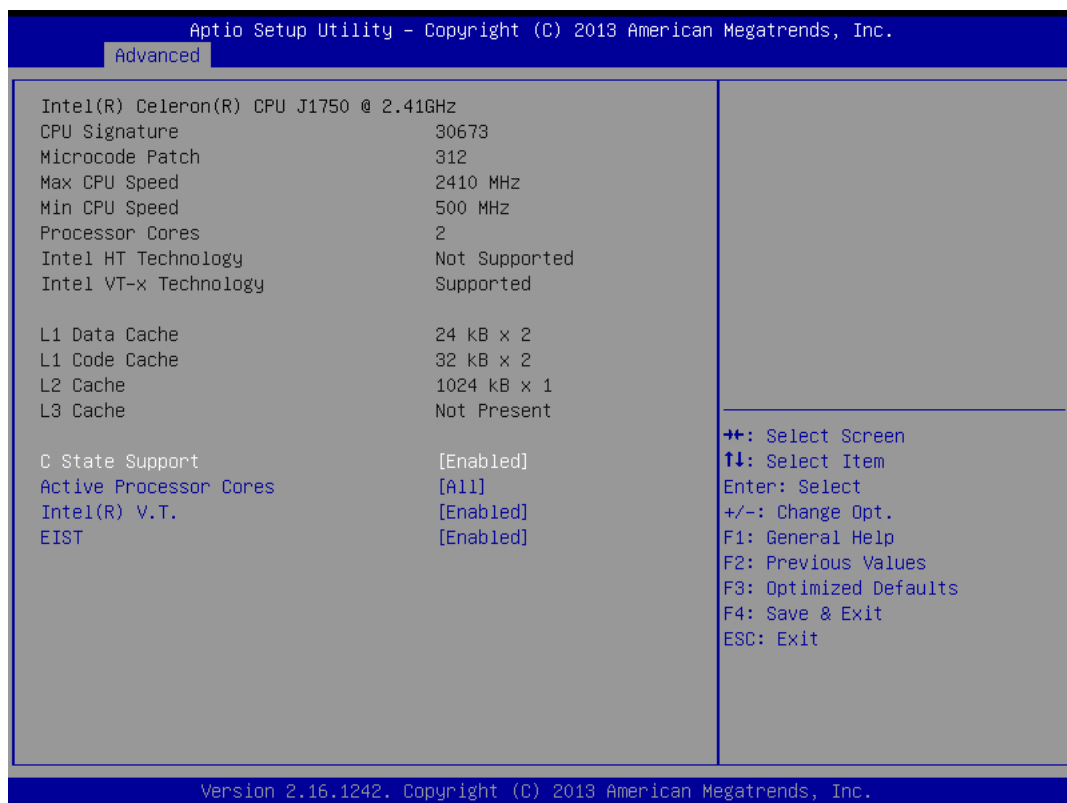 Aptio Setup Utility – Copyright (C) 2013 American Megatrends, Inc.
Advanced
Intel(R) Celeron(R) CPU J1750 @ 2.41GHz
CPU Signature 30673
Microcode Patch 312
Max CPU Speed 2410 MHz
Min CPU Speed 500 MHz
Processor Cores 2
Intel HT Technology Not Supported
Intel VT-x Technology Supported
L1 Data Cache 24 kB x 2
L1 Code Cache 32 kB x 2
L2 Cache 1024 kB x 1
L3 Cache Not Present
C State Support [Enabled]
Active Processor Cores [All]
Intel(R) V.T. [Enabled]
EIST [Enabled]
→←: Select Screen
↑↓: Select Item
Enter: Select
+/-: Change Opt.
F1: General Help
F2: Previous Values
F3: Optimized Defaults
F4: Save & Exit
ESC: Exit
Version 2.16.1242. Copyright (C) 2013 American Megatrends, Inc.